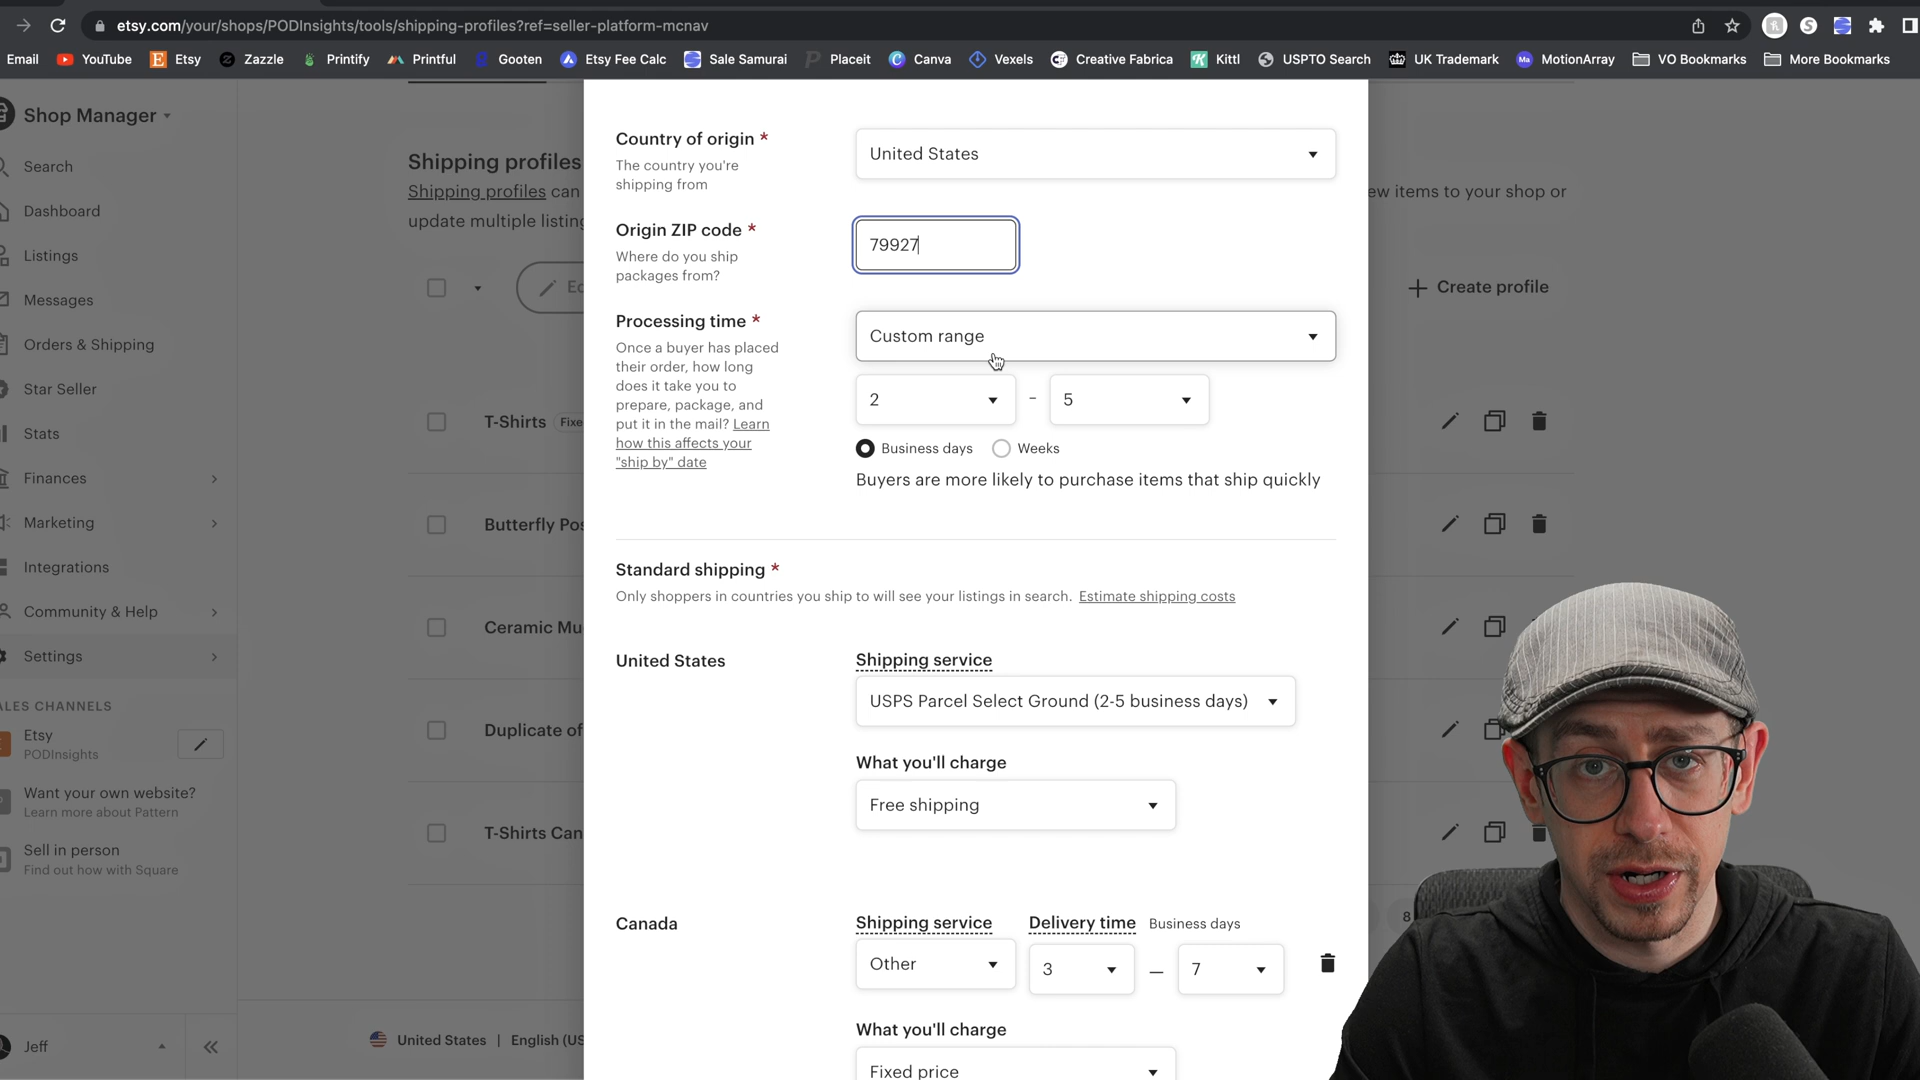 etsy.com/your/shops/PODInsights/tools/shipping-profiles?ref=seller-platform-mcnav
Email YouTube Etsy Zazzle Printify Printful Gooten Etsy Fee Calc Sale Samurai Placeit Canva Vexels Creative Fabrica Kittl USPTO Search UK Trademark MotionArray VO Bookmarks More Bookmarks
Shop Manager
Search
Dashboard
Listings
Messages
Orders & Shipping
Star Seller
Stats
Finances
Marketing
Integrations
Community & Help
Settings
ALES CHANNELS
Etsy
PODInsights
Want your own website?
Learn more about Pattern
Sell in person
Find out how with Square
Jeff
Shipping profiles
Shipping profiles can
ew items to your shop or
update multiple listing
Create profile
T-Shirts Fixe
Butterfly Pos
Ceramic Mu
Duplicate of
T-Shirts Can
8
United States | English (US
Country of origin *
The country you're
shipping from
United States
Origin ZIP code *
Where do you ship
packages from?
79927
Processing time *
Once a buyer has placed
their order, how long
does it take you to
prepare, package, and
put it in the mail? Learn
how this affects your
"ship by" date
Custom range
2 - 5
Business days Weeks
Buyers are more likely to purchase items that ship quickly
Standard shipping *
Only shoppers in countries you ship to will see your listings in search. Estimate shipping costs
United States
Shipping service
USPS Parcel Select Ground (2-5 business days)
What you'll charge
Free shipping
Canada
Shipping service Delivery time Business days
Other 3 — 7
What you'll charge
Fixed price